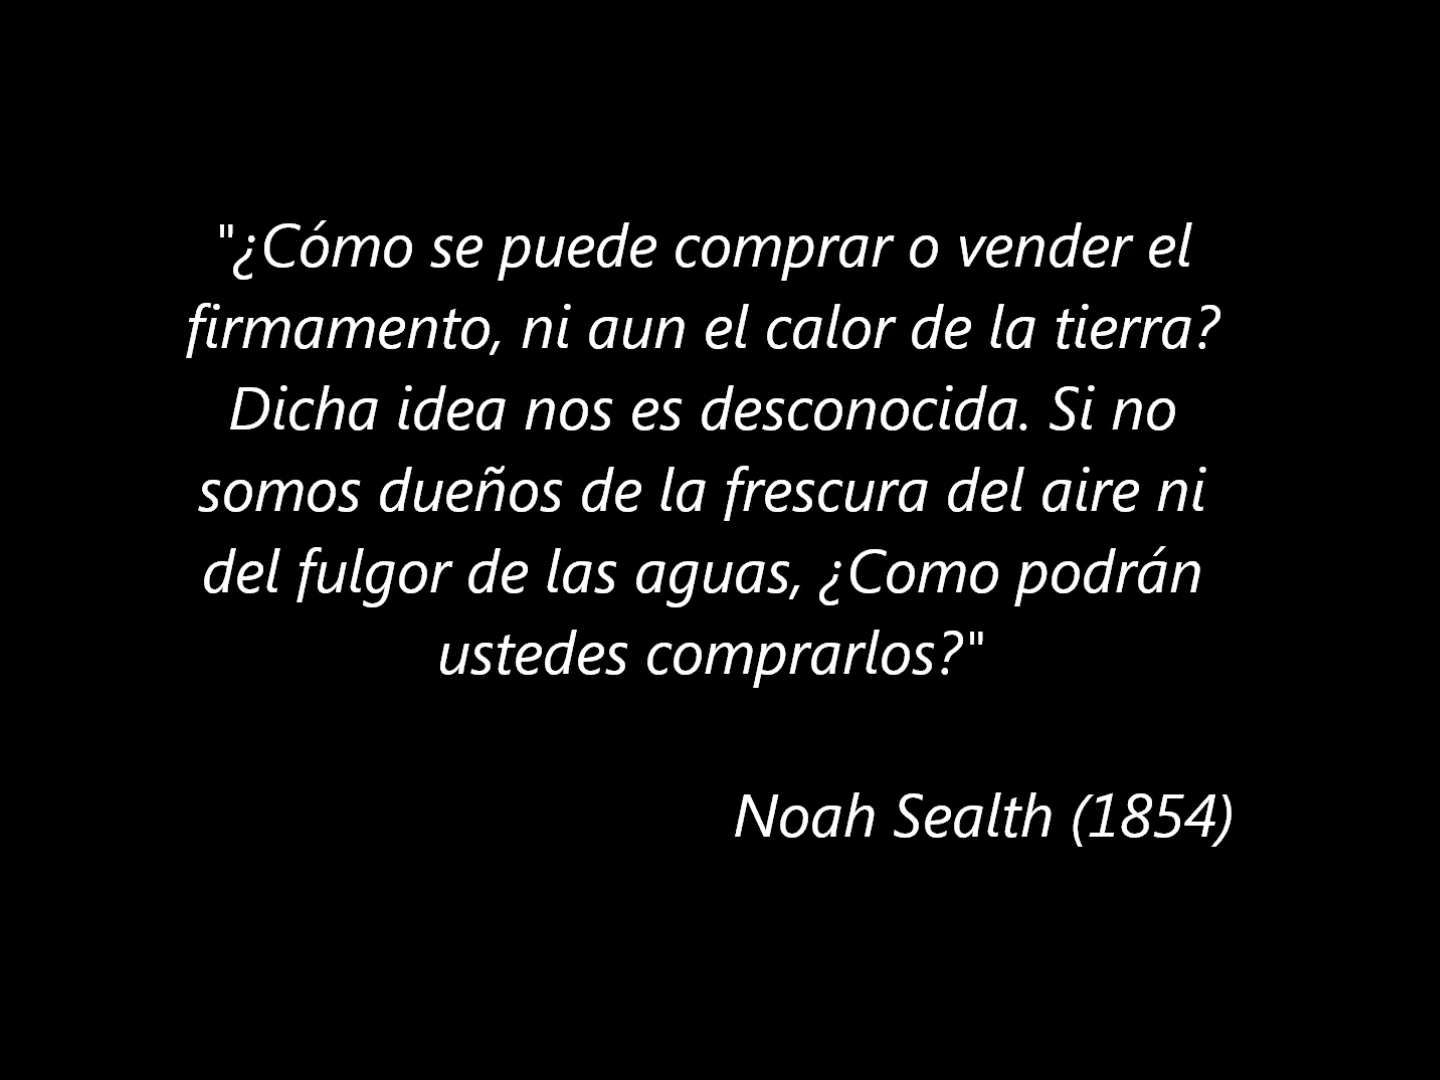 "¿Cómo se puede comprar o vender el
firmamento, ni aun el calor de la tierra?
Dicha idea nos es desconocida. Si no
somos dueños de la frescura del aire ni
del fulgor de las aguas, ¿Como podrán
ustedes comprarlos?"
Noah Sealth (1854)